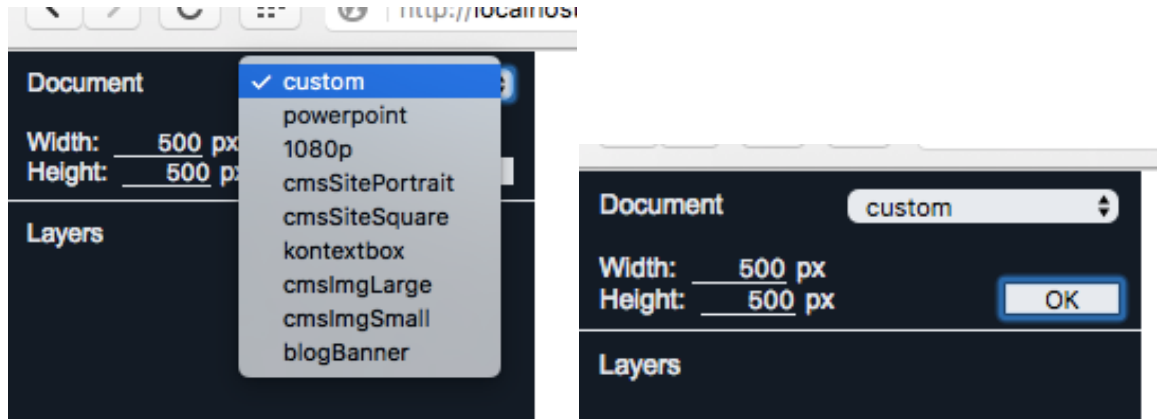 http://localhost
Document
✓ custom
powerpoint
1080p
cmsSitePortrait
cmsSiteSquare
kontextbox
cmsImgLarge
cmsImgSmall
blogBanner
Width: 500 px
Height: 500 p
Layers
Document custom
Width: 500 px
Height: 500 px
OK
Layers